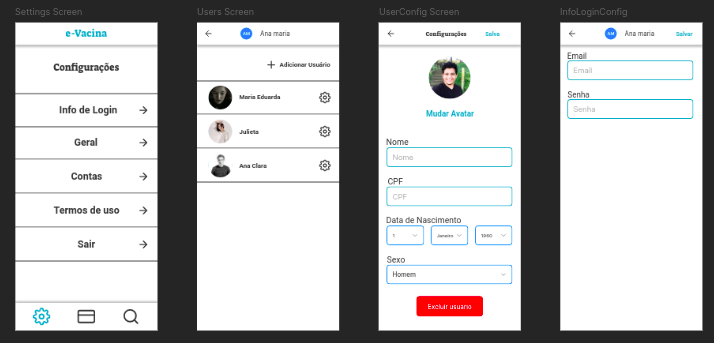 Settings Screen
e-Vacina
Configurações
Info de Login
Geral
Contas
Termos de uso
Sair
Users Screen
AM Ana maria
Adicionar Usuário
Maria Eduarda
Julieta
Ana Clara
UserConfig Screen
Configurações Salva
Mudar Avatar
Nome
Nome
CPF
CPF
Data de Nascimento
1 Janeiro 1900
Sexo
Homem
Excluir usuario
InfoLoginConfig
AM Ana maria Salvar
Email
Email
Senha
Senha